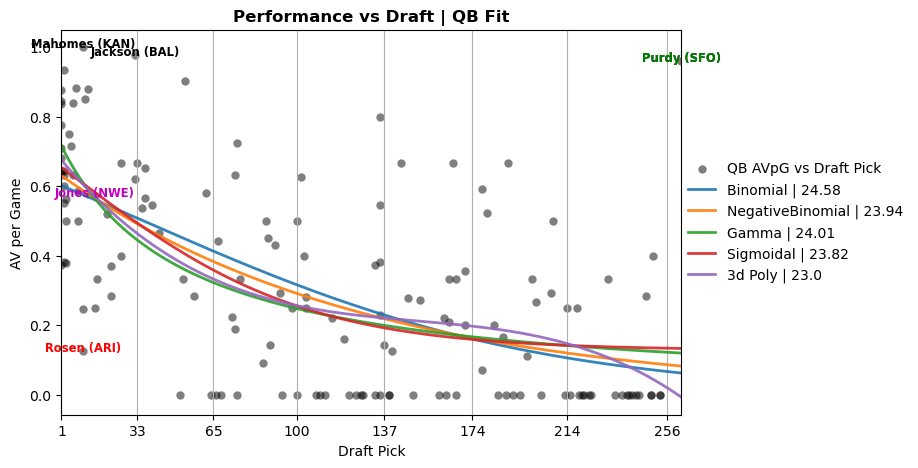 Performance vs Draft | QB Fit
Mahomes (KAN)
Jackson (BAL)
Purdy (SFO)
Jones (NWE)
Rosen (ARI)
AV per Game
1.0
0.8
0.6
0.4
0.2
0.0
1 33 65 100 137 174 214 256
Draft Pick
QB AVpG vs Draft Pick
Binomial | 24.58
NegativeBinomial | 23.94
Gamma | 24.01
Sigmoidal | 23.82
3d Poly | 23.0